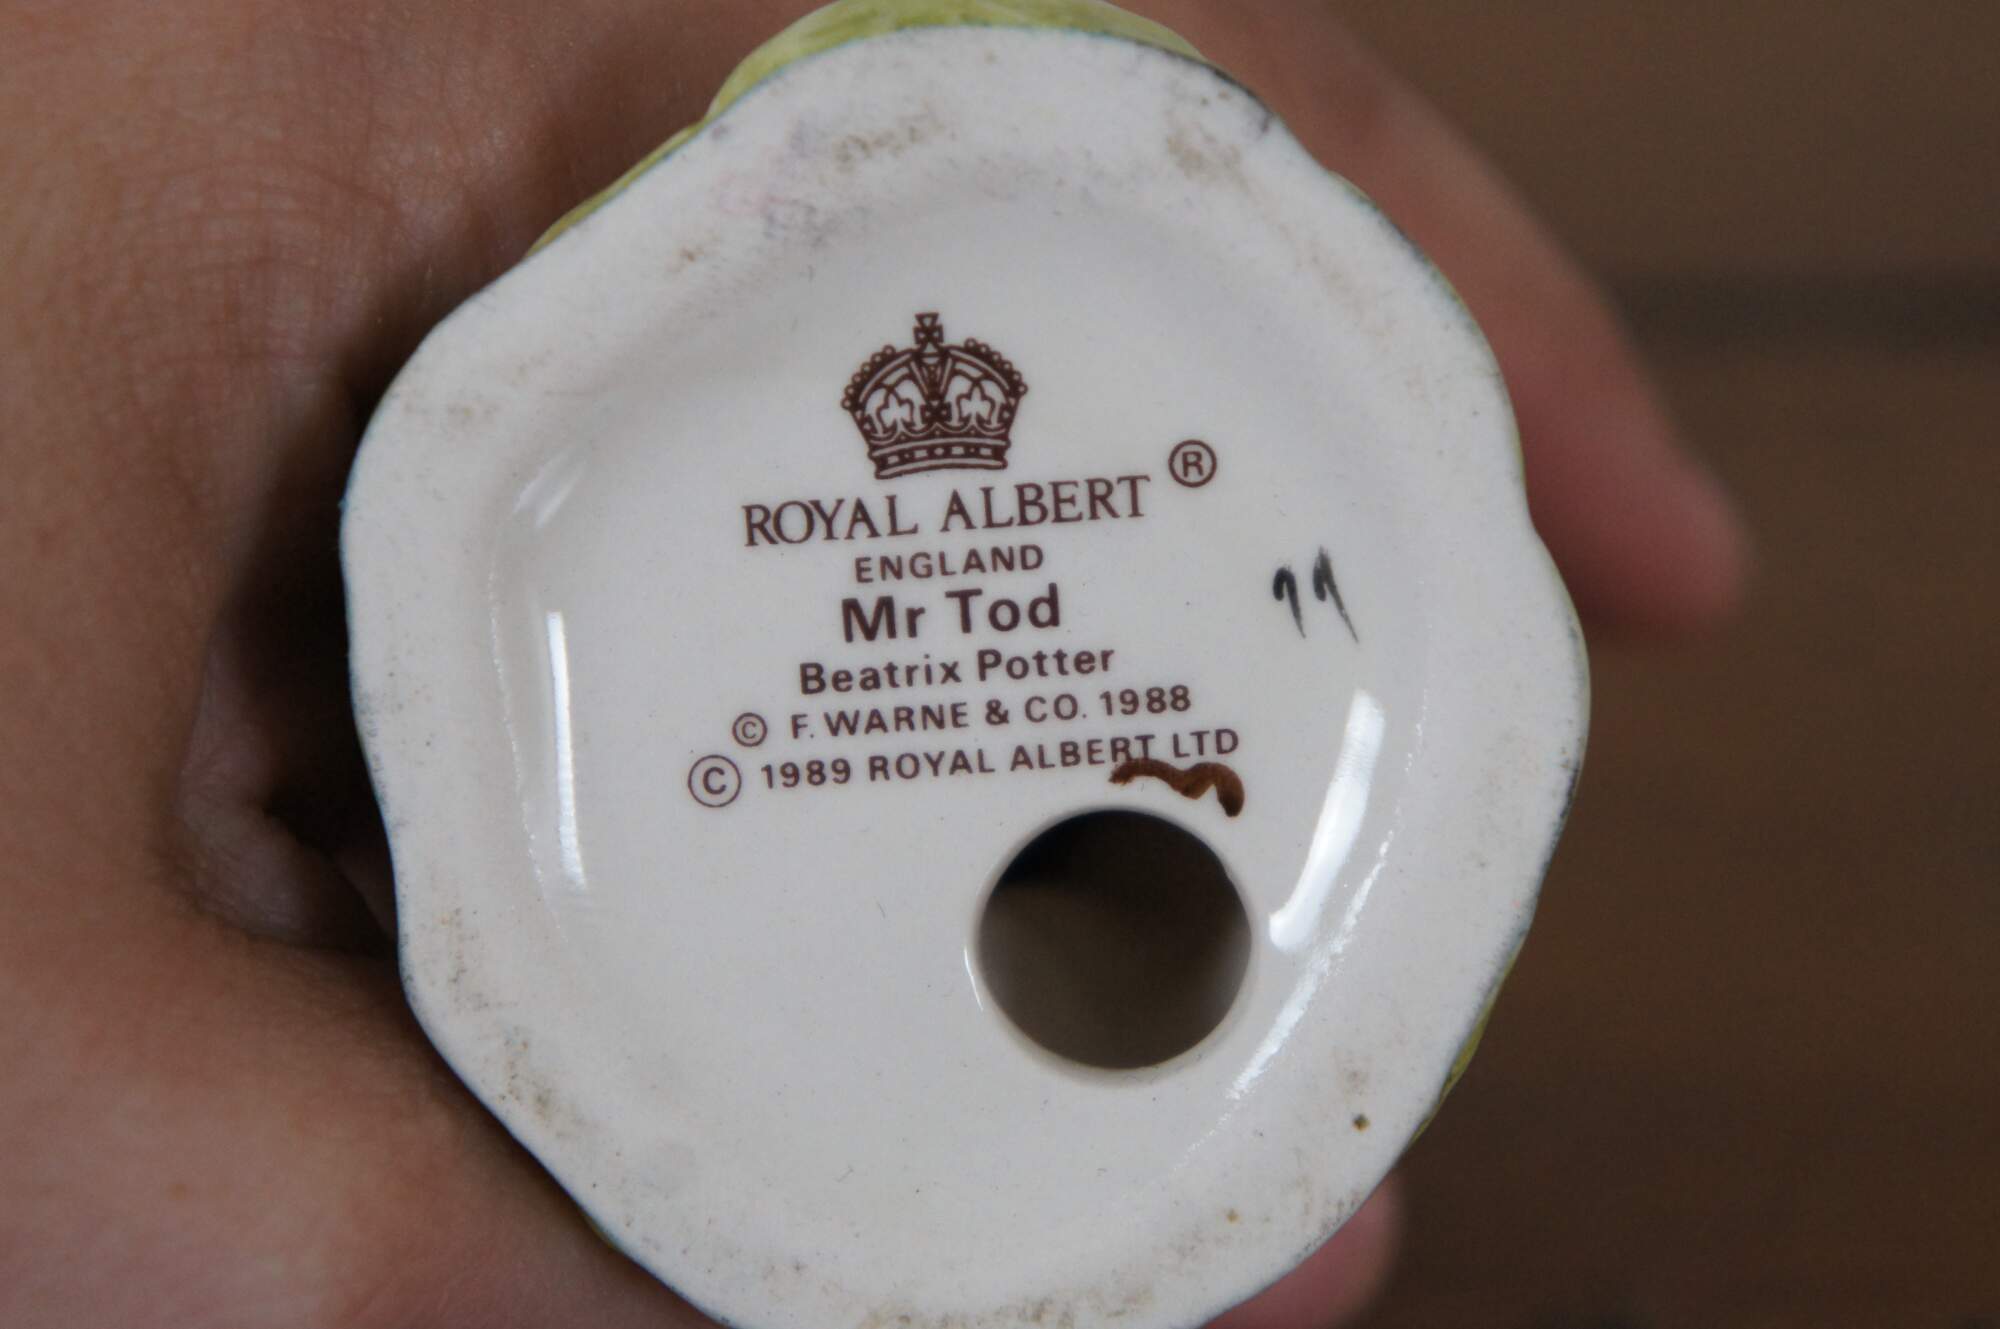 ROYAL ALBERT ®
ENGLAND
Mr Tod
Beatrix Potter
© F. WARNE & CO. 1988
© 1989 ROYAL ALBERT LTD